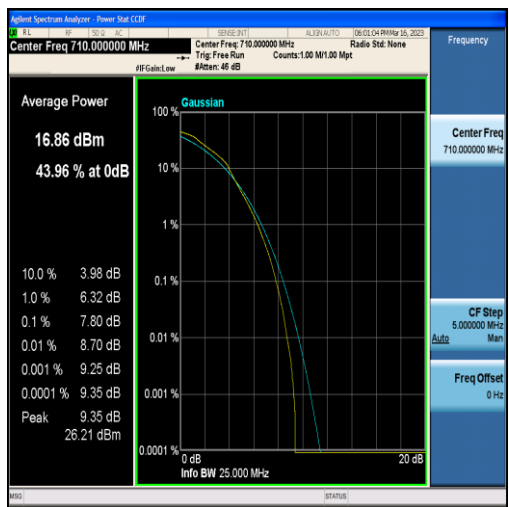 Agilent Spectrum Analyzer - Power Stat CCDF
RL RF 50 Ω AC SENSE:INT ALIGN AUTO 06:01:04 PM Mar 16, 2023
Center Freq 710.000000 MHz
Center Freq: 710.000000 MHz Radio Std: None
Trig: Free Run Counts:1.00 M/1.00 Mpt
#IFGain:Low #Atten: 46 dB
Frequency
Average Power
16.86 dBm
43.96 % at 0dB
10.0 % 3.98 dB
1.0 % 6.32 dB
0.1 % 7.80 dB
0.01 % 8.70 dB
0.001 % 9.25 dB
0.0001 % 9.35 dB
Peak 9.35 dB
26.21 dBm
Gaussian
100 %
10 %
1 %
0.1 %
0.01 %
0.001 %
0.0001 %
0 dB 20 dB
Info BW 25.000 MHz
Center Freq
710.000000 MHz
CF Step
5.000000 MHz
Auto Man
Freq Offset
0 Hz
MSG STATUS